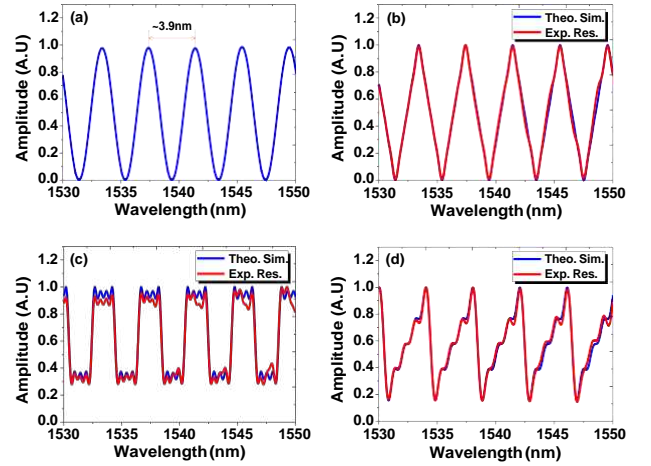 (a)
~3.9nm
Amplitude (A.U)
1.0
0.8
0.6
0.4
0.2
0.0
1530 1535 1540 1545 1550
Wavelength (nm)
(b)
Theo. Sim.
Exp. Res.
Amplitude (A.U)
1.0
0.8
0.6
0.4
0.2
0.0
1530 1535 1540 1545 1550
Wavelength (nm)
(c)
Theo. Sim.
Exp. Res.
Amplitude (A.U)
1.2
1.0
0.8
0.6
0.4
0.2
0.0
1530 1535 1540 1545 1550
Wavelength (nm)
(d)
Theo. Sim.
Exp. Res.
Amplitude (A.U)
1.2
1.0
0.8
0.6
0.4
0.2
0.0
1530 1535 1540 1545 1550
Wavelength (nm)